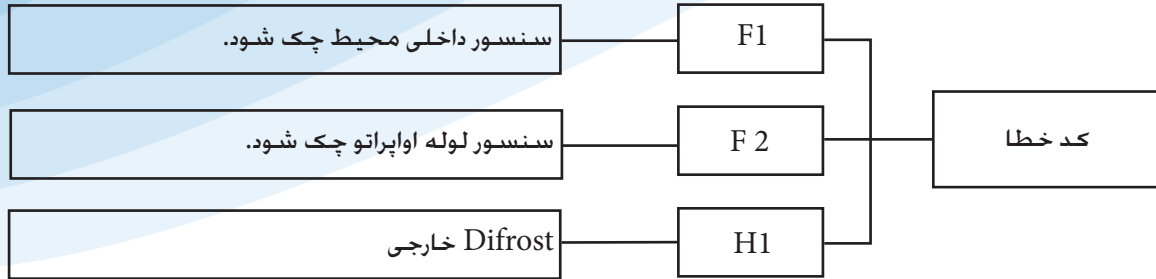 کد خطا
F1
سنسور داخلی محیط چک شود.
F 2
سنسور لوله اواپراتو چک شود.
H1
Difrost خارجی